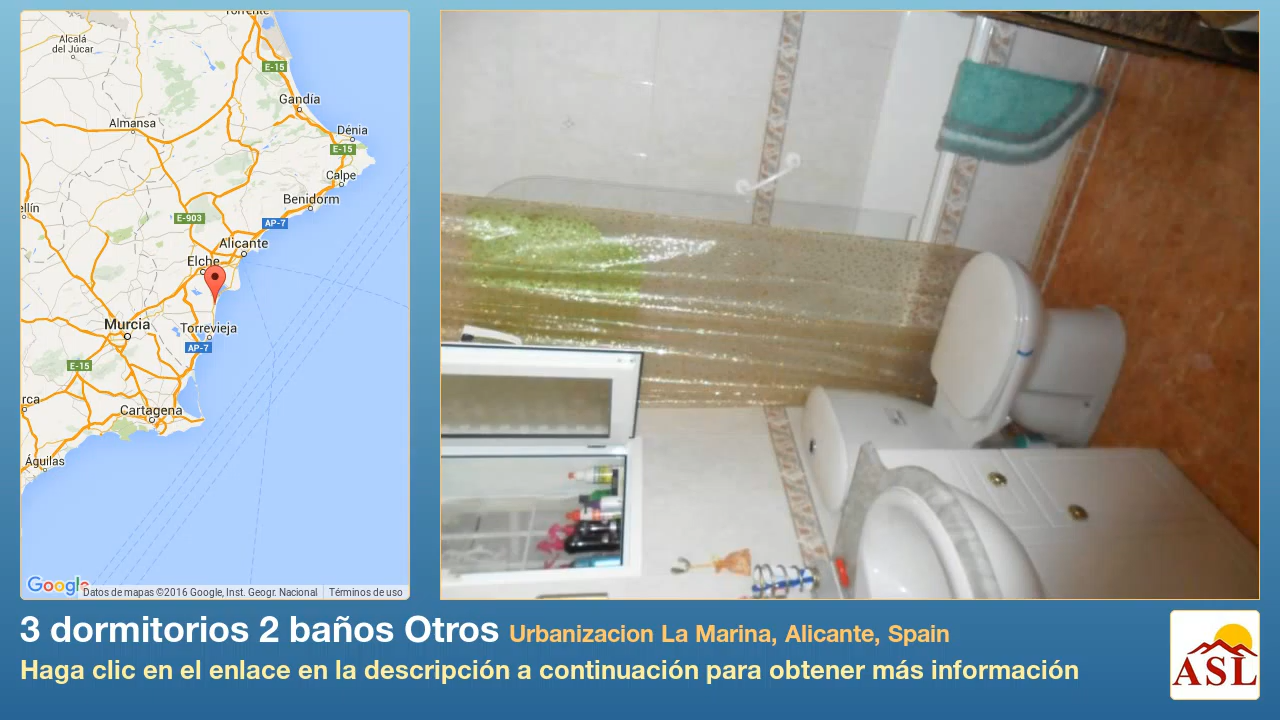 Torrente
Alcalá
del Júcar
E-15
Gandía
Almansa
Dénia
E-15
Calpe
Benidorm
E-903
AP-7
Alicante
Elche
Murcia
Torrevieja
AP-7
E-15
Cartagena
Águilas
Google
Datos de mapas ©2016 Google, Inst. Geogr. Nacional
Términos de uso
3 dormitorios 2 baños Otros Urbanizacion La Marina, Alicante, Spain
Haga clic en el enlace en la descripción a continuación para obtener más información
ASL